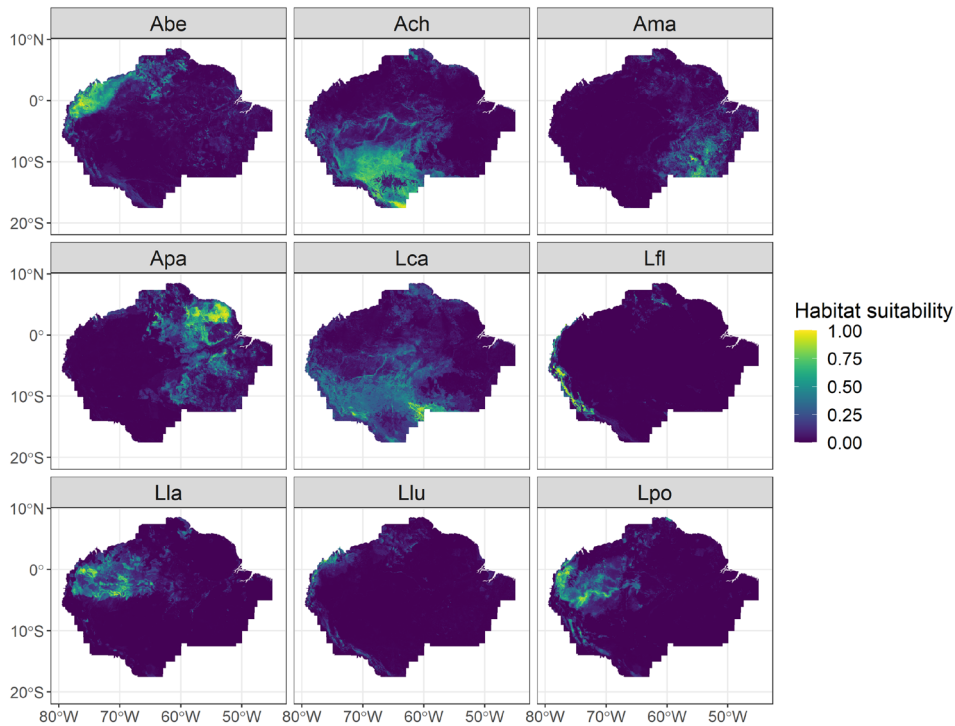 Abe
Ach
Ama
10°N
0°
10°S
20°S
Apa
Lca
Lfl
10°N
0°
10°S
20°S
Habitat suitability
1.00
0.75
0.50
0.25
0.00
Lla
Llu
Lpo
10°N
0°
10°S
20°S
80°W 70°W 60°W 50°W
80°W 70°W 60°W 50°W
80°W 70°W 60°W 50°W